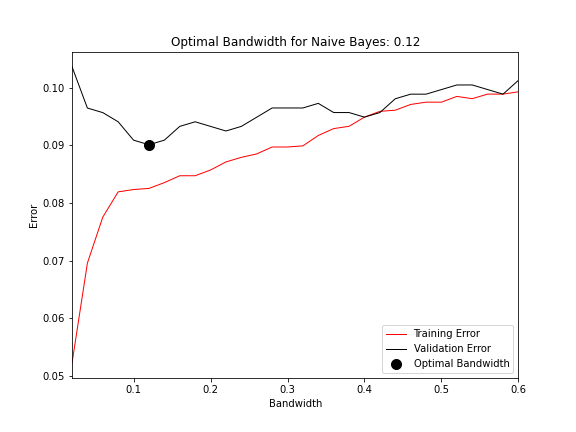 Optimal Bandwidth for Naive Bayes: 0.12
Error
0.10
0.09
0.08
0.07
0.06
0.05
0.1 0.2 0.3 0.4 0.5 0.6
Bandwidth
Training Error
Validation Error
Optimal Bandwidth